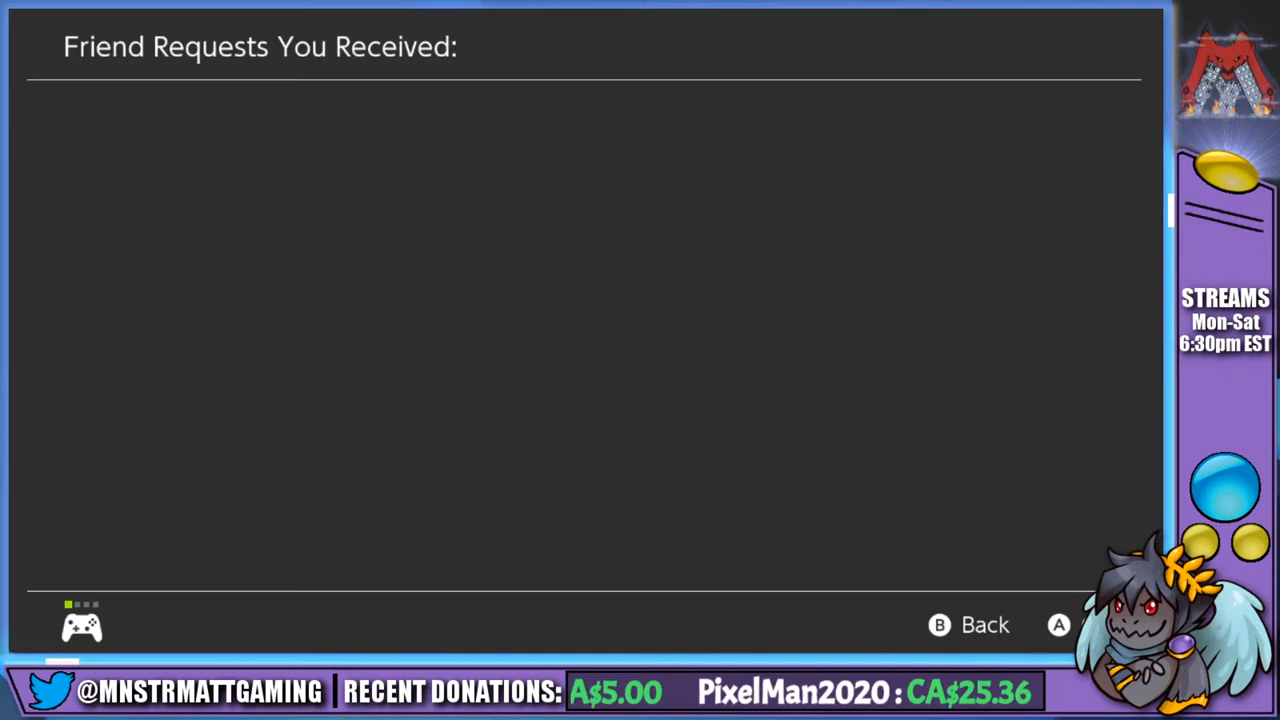 Friend Requests You Received:
STREAMS
Mon-Sat
6:30pm EST
B Back A
@MNSTRMATTGAMING RECENT DONATIONS: A$5.00 PixelMan2020 : CA$25.36